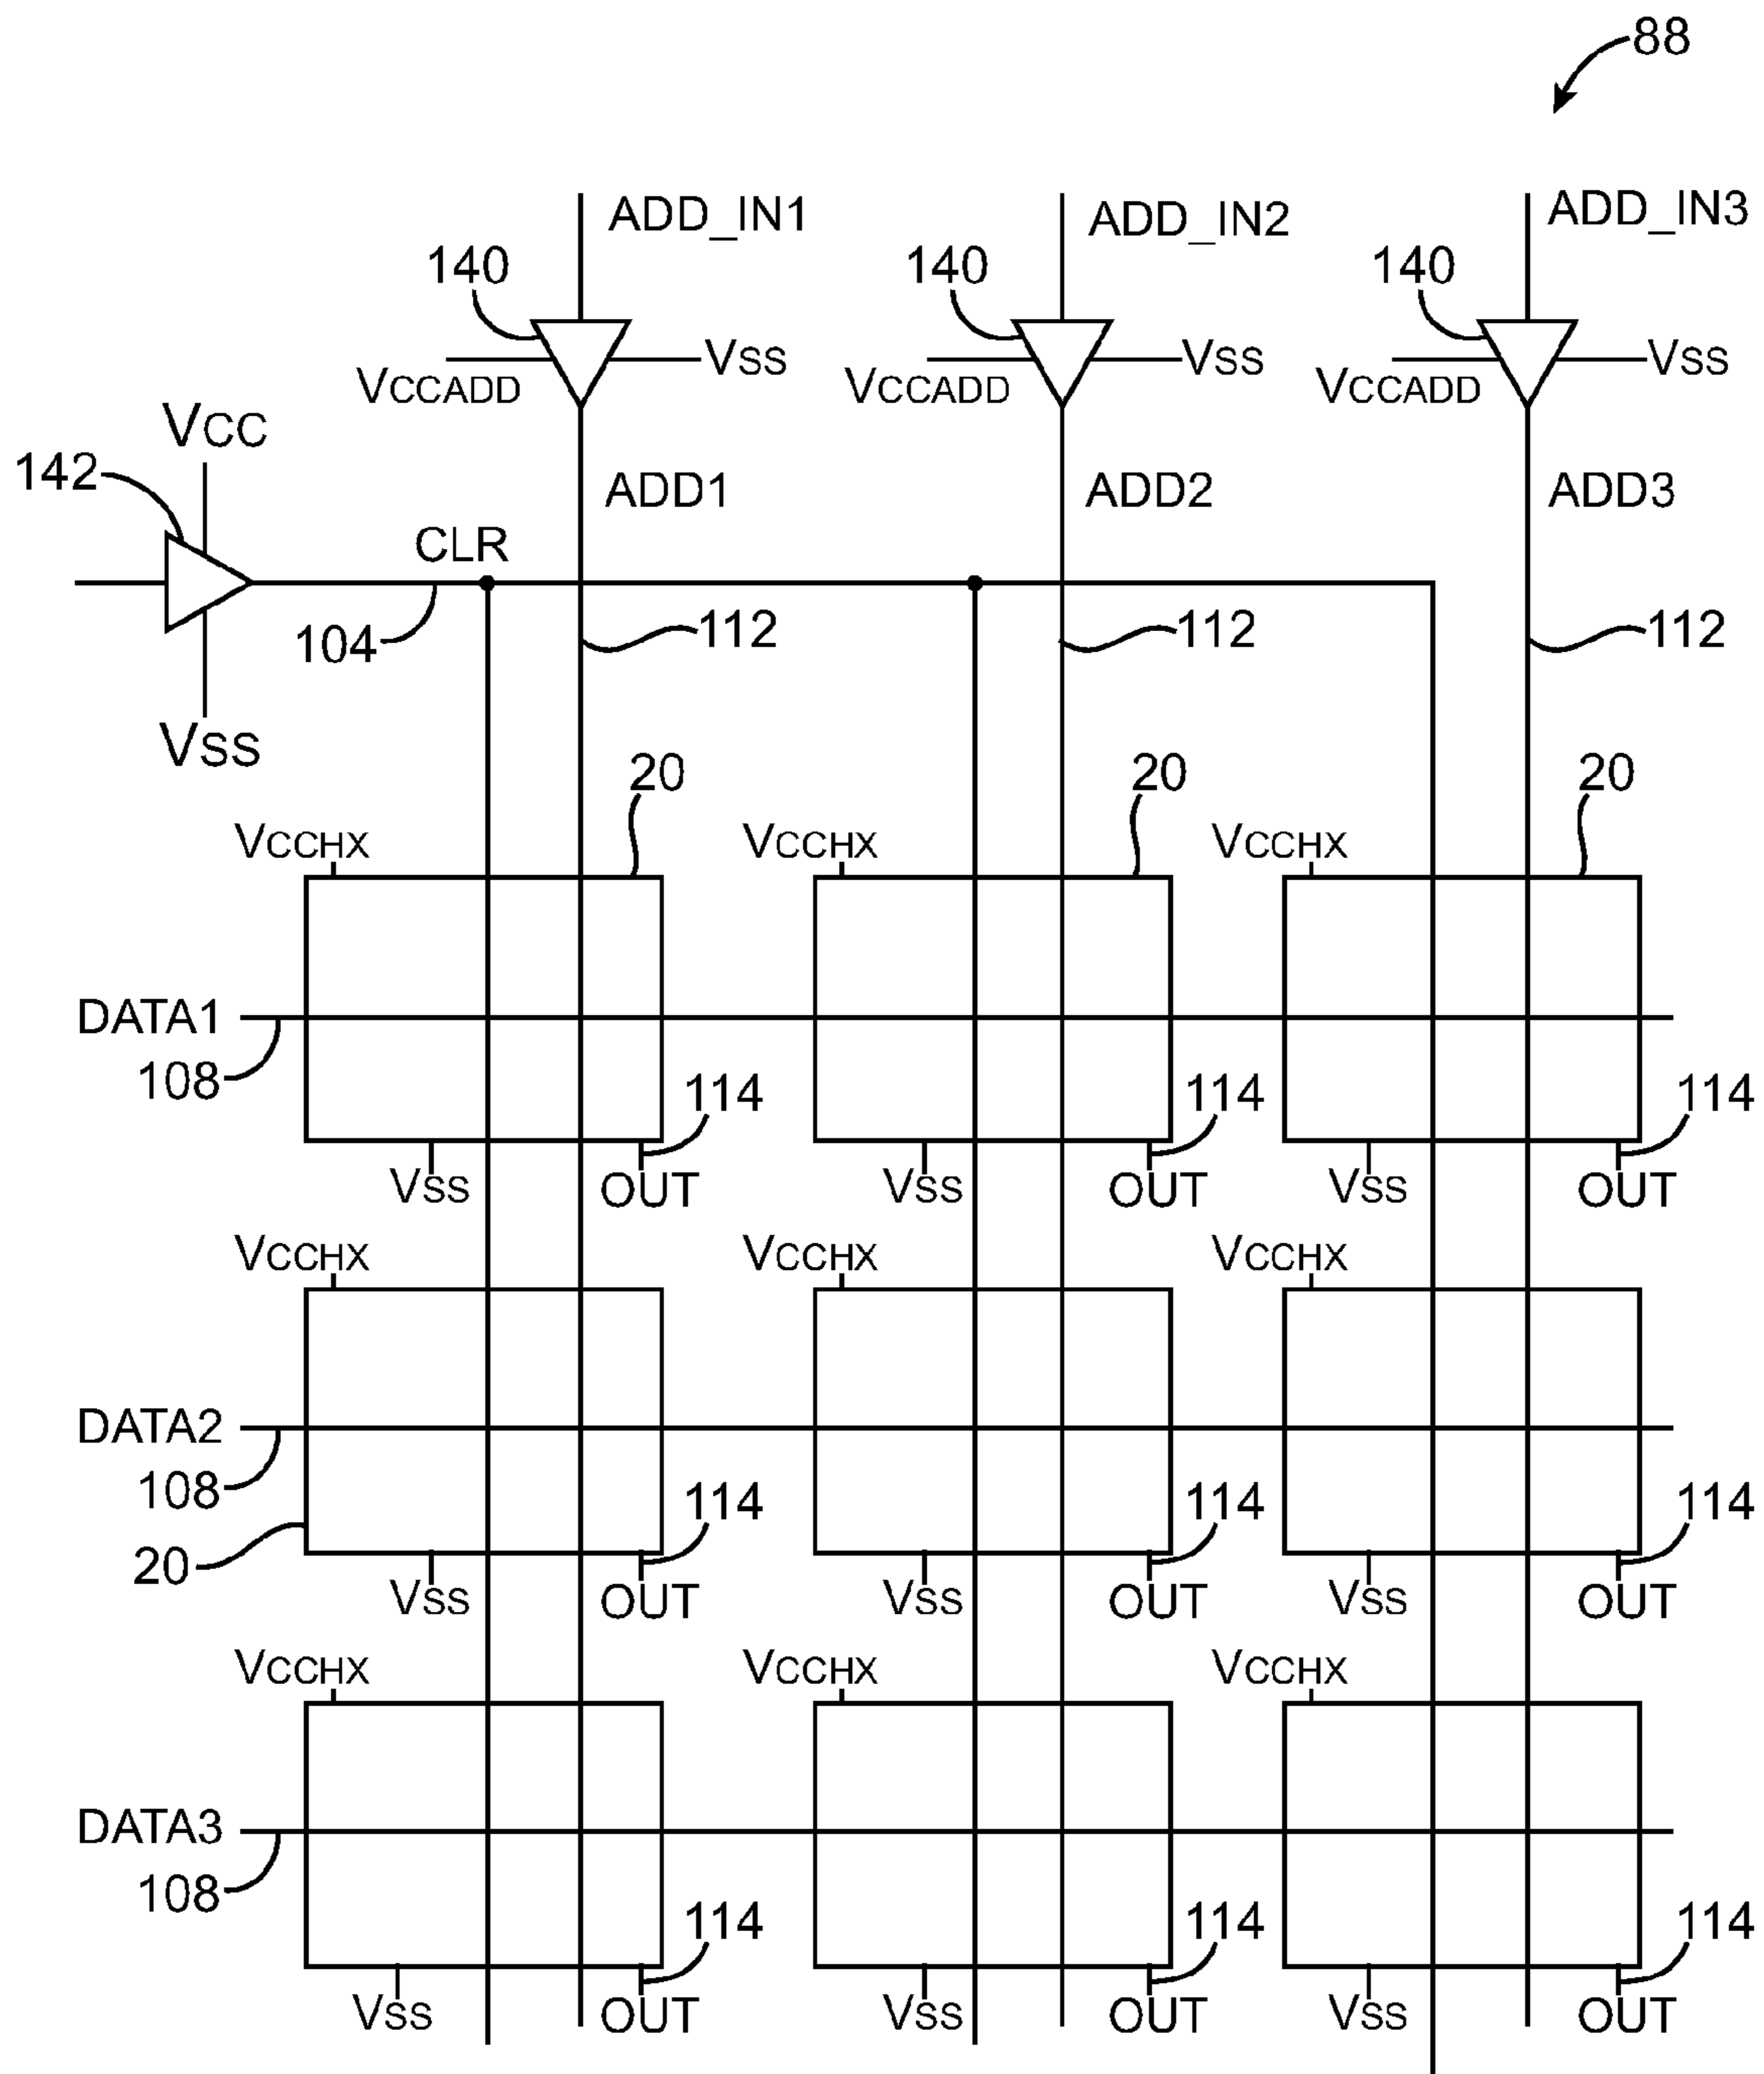 88
ADD_IN1 ADD_IN2 ADD_IN3
140 140 140
VCCADD VSS VCCADD VSS VCCADD VSS
VCC
142
ADD1 ADD2 ADD3
CLR
104 112 112 112
VSS
20 20 20
VCCHX VCCHX VCCHX
DATA1
108 114 114 114
VSS OUT VSS OUT VSS OUT
VCCHX VCCHX VCCHX
DATA2
108 114 114 114
20
VSS OUT VSS OUT VSS OUT
VCCHX VCCHX VCCHX
DATA3
108 114 114 114
VSS OUT VSS OUT VSS OUT